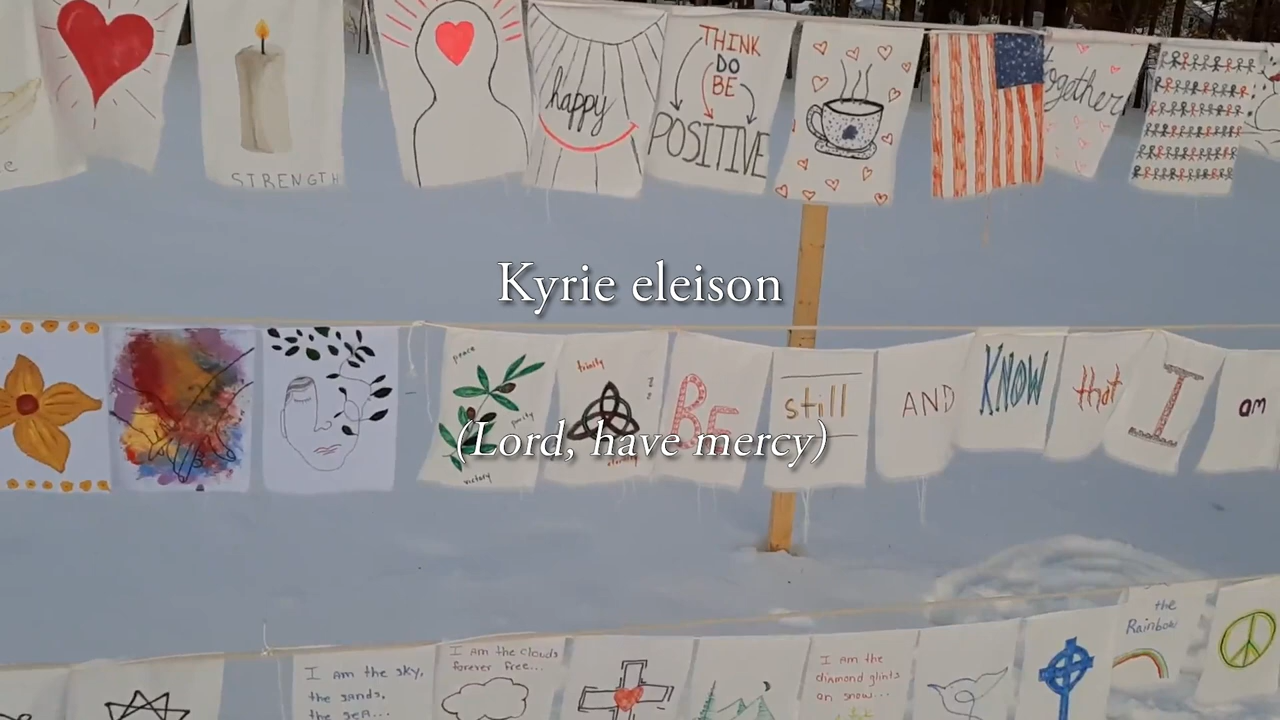 STRENGTH
happy
THINK
DO
BE
POSITIVE
together
Kyrie eleison
peace
trinity
purity
victory
eternity
BE
still
AND
KNOW
that
I
am
(Lord, have mercy)
I am the sky,
the sands,
the sea...
I am the clouds
forever free...
I am the
diamond glints
on snow...
the
Rainbow